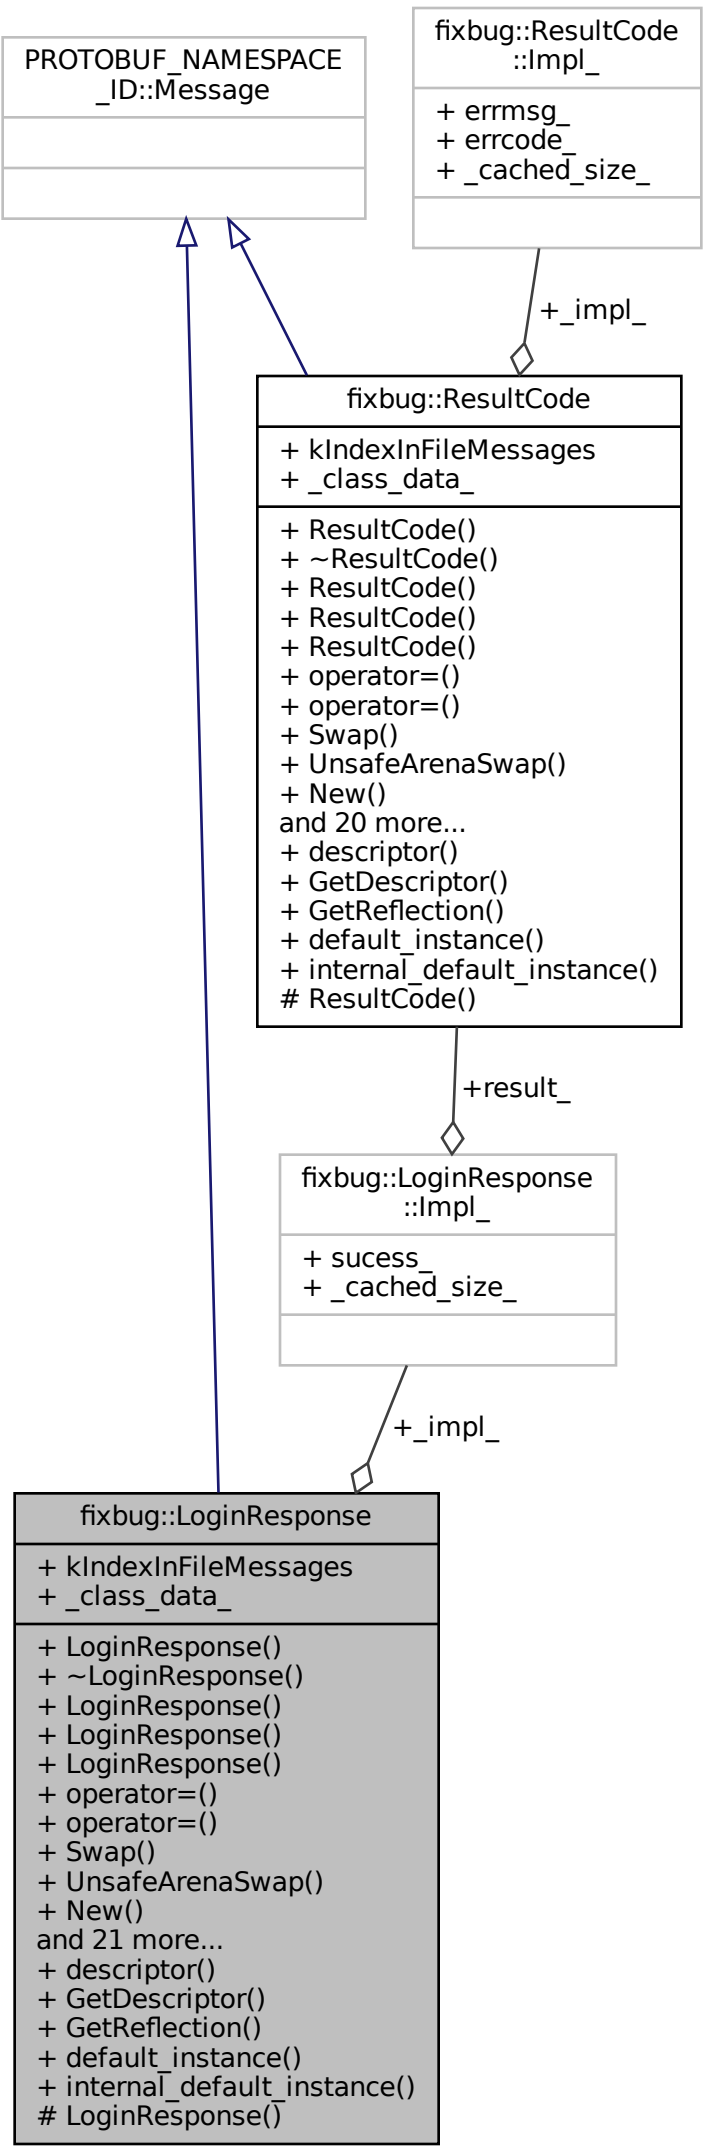 PROTOBUF_NAMESPACE
_ID::Message
fixbug::ResultCode
::Impl_
+ errmsg_
+ errcode_
+ _cached_size_
+_impl_
fixbug::ResultCode
+ kIndexInFileMessages
+ _class_data_
+ ResultCode()
+ ~ResultCode()
+ ResultCode()
+ ResultCode()
+ ResultCode()
+ operator=()
+ operator=()
+ Swap()
+ UnsafeArenaSwap()
+ New()
and 20 more...
+ descriptor()
+ GetDescriptor()
+ GetReflection()
+ default_instance()
+ internal_default_instance()
# ResultCode()
+result_
fixbug::LoginResponse
::Impl_
+ sucess_
+ _cached_size_
+_impl_
fixbug::LoginResponse
+ kIndexInFileMessages
+ _class_data_
+ LoginResponse()
+ ~LoginResponse()
+ LoginResponse()
+ LoginResponse()
+ LoginResponse()
+ operator=()
+ operator=()
+ Swap()
+ UnsafeArenaSwap()
+ New()
and 21 more...
+ descriptor()
+ GetDescriptor()
+ GetReflection()
+ default_instance()
+ internal_default_instance()
# LoginResponse()